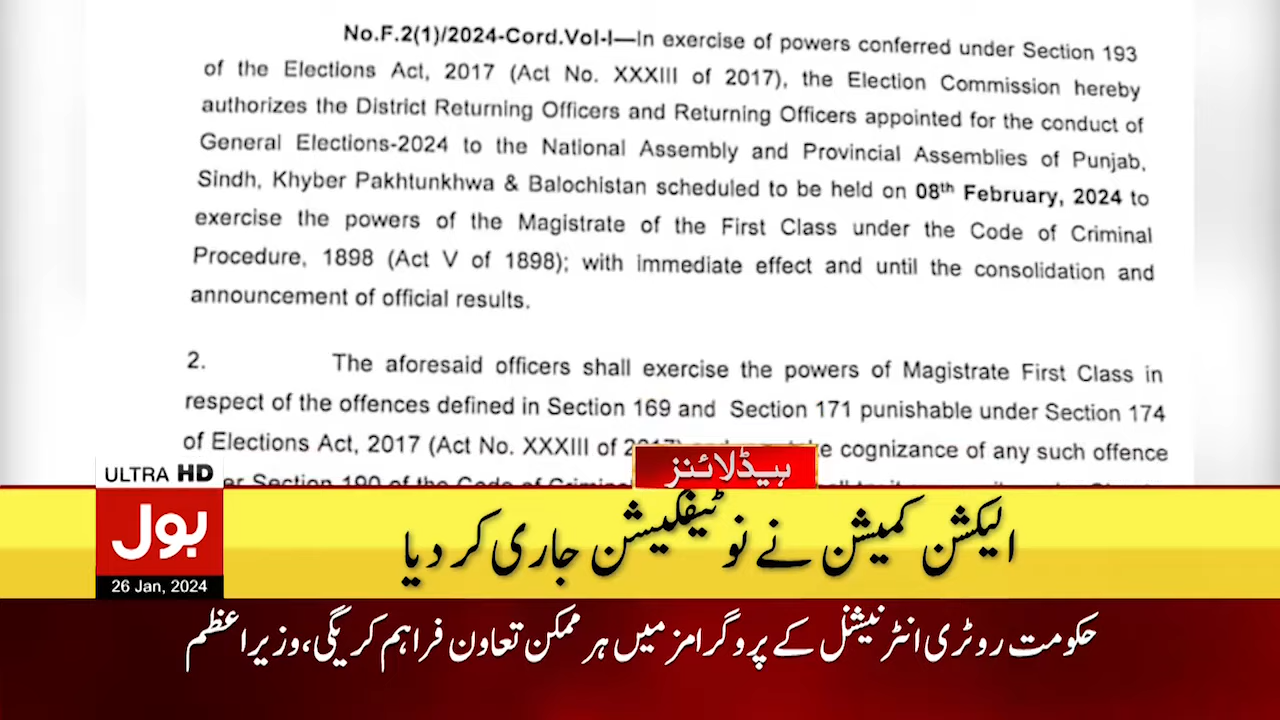 No.F.2(1)/2024-Cord.Vol-I—In exercise of powers conferred under Section 193
of the Elections Act, 2017 (Act No. XXXIII of 2017), the Election Commission hereby
authorizes the District Returning Officers and Returning Officers appointed for the conduct of
General Elections-2024 to the National Assembly and Provincial Assemblies of Punjab,
Sindh, Khyber Pakhtunkhwa & Balochistan scheduled to be held on 08th February, 2024 to
exercise the powers of the Magistrate of the First Class under the Code of Criminal
Procedure, 1898 (Act V of 1898); with immediate effect and until the consolidation and
announcement of official results.
2. The aforesaid officers shall exercise the powers of Magistrate First Class in
respect of the offences defined in Section 169 and Section 171 punishable under Section 174
of Elections Act, 2017 (Act No. XXXIII of cognizance of any such offence
Section 190 of the Code of
ہیڈلائنز
ULTRA HD
بول
26 Jan, 2024
الیکشن کمیشن نے نوٹیفکیشن جاری کر دیا
حکومت روٹری انٹرنیشنل کے پروگرامز میں ہر ممکن تعاون فراہم کریگی، وزیراعظم